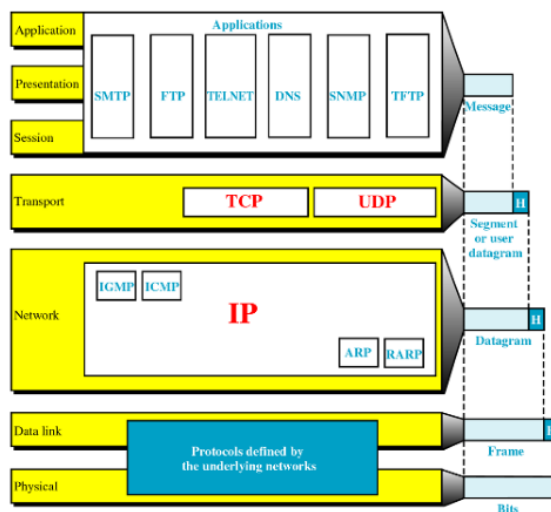 Application
Applications
Presentation
SMTP
FTP
TELNET
DNS
SNMP
TFTP
Message
Session
Transport
TCP
UDP
H
Segment
or user
datagram
Network
IGMP
ICMP
IP
ARP
RARP
H
Datagram
Data link
H
Frame
Protocols defined by
the underlying networks
Physical
Bits